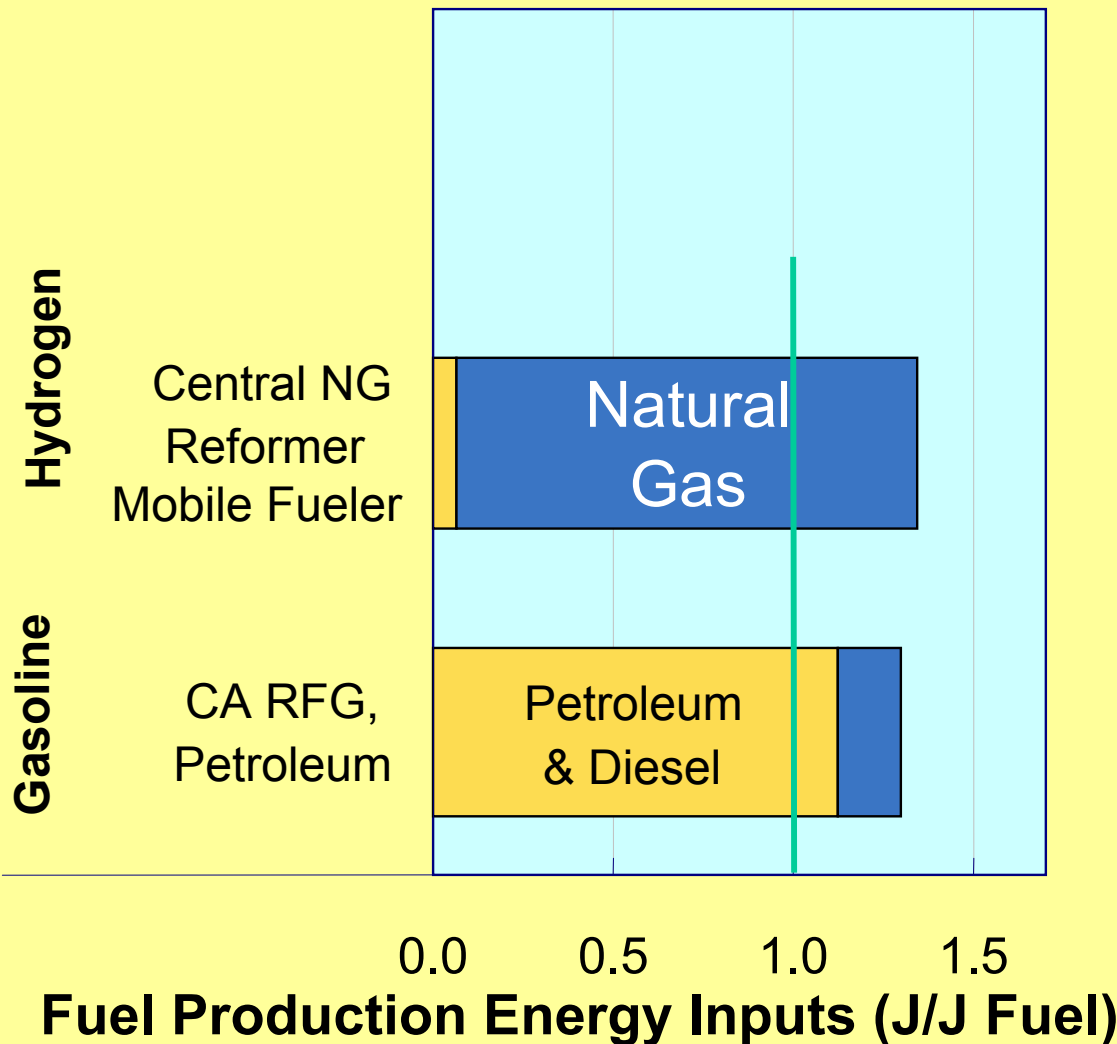 Hydrogen
Central NG
Reformer
Mobile Fueler
Natural
Gas
Gasoline
CA RFG,
Petroleum
Petroleum
& Diesel
0.0 0.5 1.0 1.5
Fuel Production Energy Inputs (J/J Fuel)